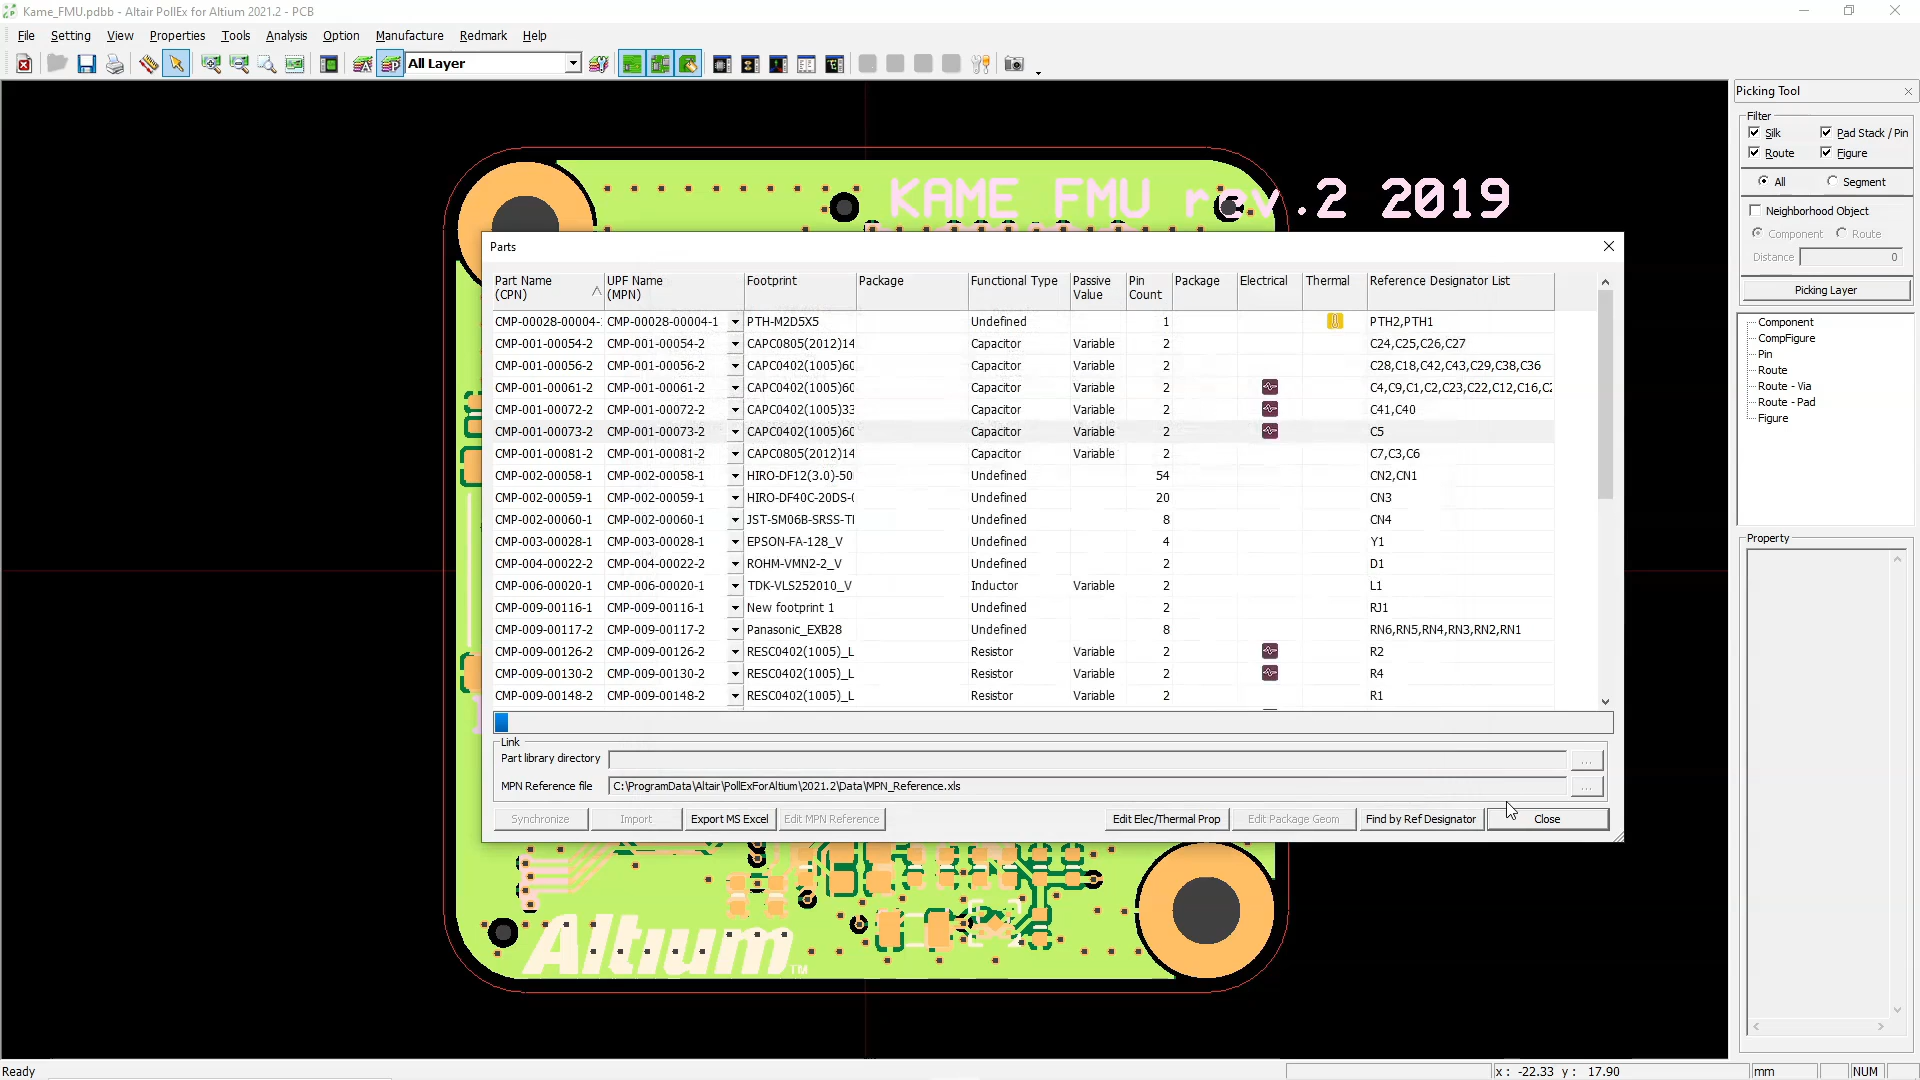 Kame_FMU.pdbb - Altair PollEx for Altium 2021.2 - PCB
File Setting View Properties Tools Analysis Option Manufacture Redmark Help
All Layer
KAME FMU rev.2 2019
Parts
Part Name (CPN) UPF Name (MPN) Footprint Package Functional Type Passive Value Pin Count Package Electrical Thermal Reference Designator List
CMP-00028-00004- CMP-00028-00004-1 PTH-M2D5X5 Undefined 1 PTH2,PTH1
CMP-001-00054-2 CMP-001-00054-2 CAPC0805(2012)14 Capacitor Variable 2 C24,C25,C26,C27
CMP-001-00056-2 CMP-001-00056-2 CAPC0402(1005)60 Capacitor Variable 2 C28,C18,C42,C43,C29,C38,C36
CMP-001-00061-2 CMP-001-00061-2 CAPC0402(1005)60 Capacitor Variable 2 C4,C9,C1,C2,C23,C22,C12,C16,C2
CMP-001-00072-2 CMP-001-00072-2 CAPC0402(1005)33 Capacitor Variable 2 C41,C40
CMP-001-00073-2 CMP-001-00073-2 CAPC0402(1005)60 Capacitor Variable 2 C5
CMP-001-00081-2 CMP-001-00081-2 CAPC0805(2012)14 Capacitor Variable 2 C7,C3,C6
CMP-002-00058-1 CMP-002-00058-1 HIRO-DF12(3.0)-50 Undefined 54 CN2,CN1
CMP-002-00059-1 CMP-002-00059-1 HIRO-DF40C-20DS-( Undefined 20 CN3
CMP-002-00060-1 CMP-002-00060-1 JST-SM06B-SRSS-TI Undefined 8 CN4
CMP-003-00028-1 CMP-003-00028-1 EPSON-FA-128_V Undefined 4 Y1
CMP-004-00022-2 CMP-004-00022-2 ROHM-VMN2-2_V Undefined 2 D1
CMP-006-00020-1 CMP-006-00020-1 TDK-VLS252010_V Inductor Variable 2 L1
CMP-009-00116-1 CMP-009-00116-1 New footprint 1 Undefined 2 RJ1
CMP-009-00117-2 CMP-009-00117-2 Panasonic_EXB28 Undefined 8 RN6,RN5,RN4,RN3,RN2,RN1
CMP-009-00126-2 CMP-009-00126-2 RESC0402(1005)_L Resistor Variable 2 R2
CMP-009-00130-2 CMP-009-00130-2 RESC0402(1005)_L Resistor Variable 2 R4
CMP-009-00148-2 CMP-009-00148-2 RESC0402(1005)_L Resistor Variable 2 R1
Link
Part library directory ...
MPN Reference file C:\ProgramData\Altair\PollExForAltium\2021.2\Data\MPN_Reference.xls ...
Synchronize Import Export MS Excel Edit MPN Reference Edit Elec/Thermal Prop Edit Package Geom Find by Ref Designator Close
Altium TM
Picking Tool
Filter
Silk Pad Stack / Pin
Route Figure
All Segment
Neighborhood Object
Component Route
Distance 0
Picking Layer
Component
CompFigure
Pin
Route
Route - Via
Route - Pad
Figure
Property
Ready x: -22.33 y: 17.90 mm NUM